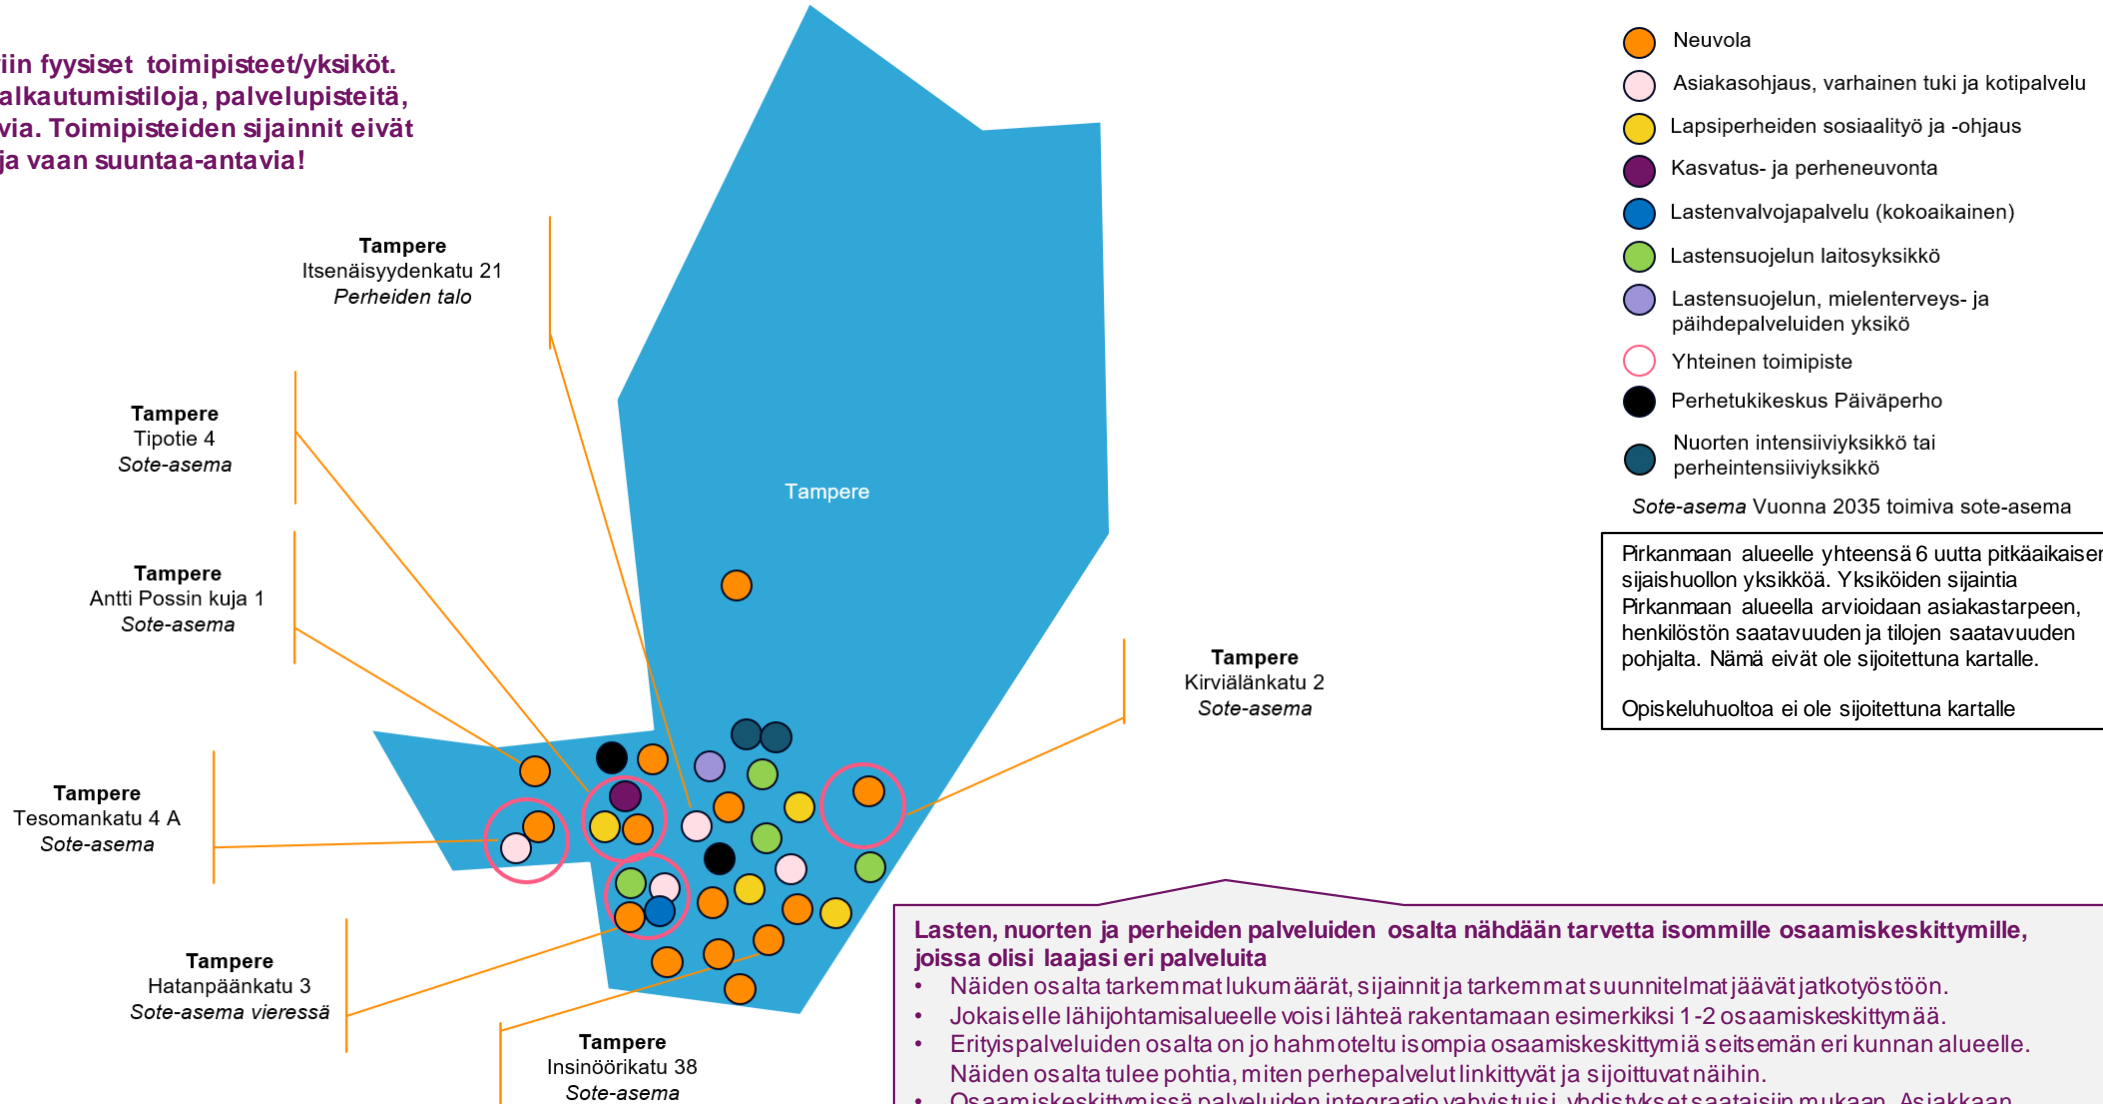 iin fyysiset toimipisteet/yksiköt.
alkautumistiloja, palvelupisteitä,
via. Toimipisteiden sijainnit eivät
ja vaan suuntaa-antavia!
Tampere
Itsenäisyydenkatu 21
Perheiden talo
Tampere
Tipotie 4
Sote-asema
Tampere
Antti Possin kuja 1
Sote-asema
Tampere
Tesomankatu 4 A
Sote-asema
Tampere
Hatanpäänkatu 3
Sote-asema vieressä
Tampere
Insinöörikatu 38
Sote-asema
Tampere
Tampere
Kirviälänkatu 2
Sote-asema
Neuvola
Asiakasohjaus, varhainen tuki ja kotipalvelu
Lapsiperheiden sosiaalityö ja -ohjaus
Kasvatus- ja perheneuvonta
Lastenvalvojapalvelu (kokoaikainen)
Lastensuojelun laitosyksikkö
Lastensuojelun, mielenterveys- ja
päihdepalveluiden yksikö
Yhteinen toimipiste
Perhetukikeskus Päiväperho
Nuorten intensiiviyksikkö tai
perheintensiiviyksikkö
Sote-asema Vuonna 2035 toimiva sote-asema
Pirkanmaan alueelle yhteensä 6 uutta pitkäaikaisen
sijaishuollon yksikköä. Yksiköiden sijaintia
Pirkanmaan alueella arvioidaan asiakastarpeen,
henkilöstön saatavuuden ja tilojen saatavuuden
pohjalta. Nämä eivät ole sijoitettuna kartalle.
Opiskeluhuoltoa ei ole sijoitettuna kartalle
Lasten, nuorten ja perheiden palveluiden osalta nähdään tarvetta isommille osaamiskeskittymille,
joissa olisi laajasi eri palveluita
• Näiden osalta tarkemmat lukumäärät, sijainnit ja tarkemmat suunnitelmat jäävät jatkotyöstöön.
• Jokaiselle lähijohtamisalueelle voisi lähteä rakentamaan esimerkiksi 1-2 osaamiskeskittymää.
• Erityispalveluiden osalta on jo hahmoteltu isompia osaamiskeskittymiä seitsemän eri kunnan alueelle.
Näiden osalta tulee pohtia, miten perhepalvelut linkittyvät ja sijoittuvat näihin.
• Osaamiskeskittymissä palveluiden integraatio vahvistuisi, yhdistykset saataisiin mukaan. Asiakkaan